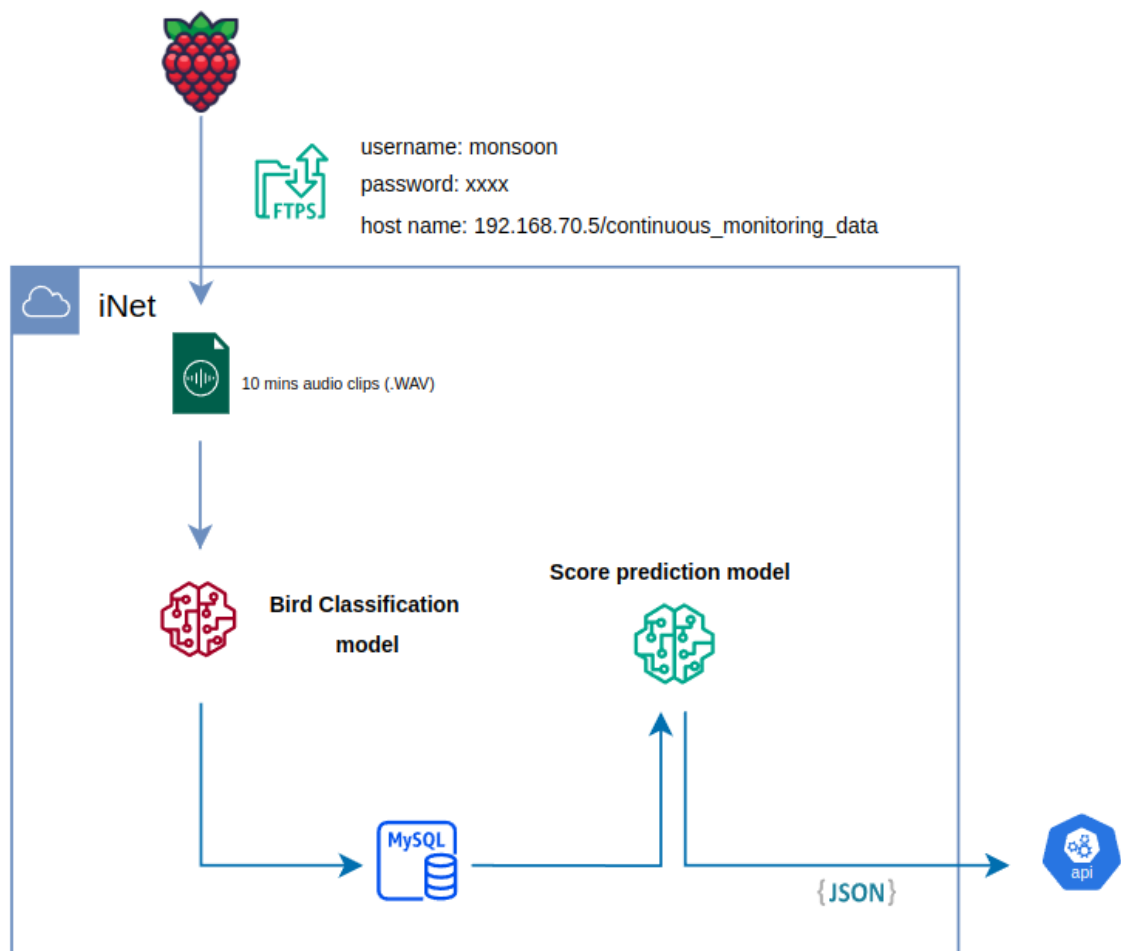 username: monsoon
password: xxxx
FTPS
host name: 192.168.70.5/continuous_monitoring_data
iNet
10 mins audio clips (.WAV)
Score prediction model
Bird Classification
model
MySQL
api
{JSON}